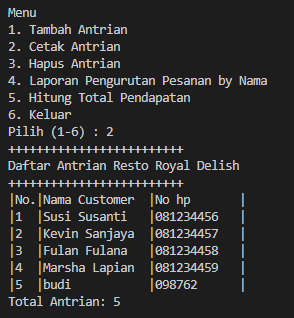 Menu
1. Tambah Antrian
2. Cetak Antrian
3. Hapus Antrian
4. Laporan Pengurutan Pesanan by Nama
5. Hitung Total Pendapatan
6. Keluar
Pilih (1-6) : 2
+++++++++++++++++++++++++
Daftar Antrian Resto Royal Delish
+++++++++++++++++++++++++
|No.|Nama Customer  |No hp      |
|1  |Susi Susanti   |081234456  |
|2  |Kevin Sanjaya  |081234457  |
|3  |Fulan Fulana   |081234458  |
|4  |Marsha Lapian  |081234459  |
|5  |budi           |098762     |
Total Antrian: 5